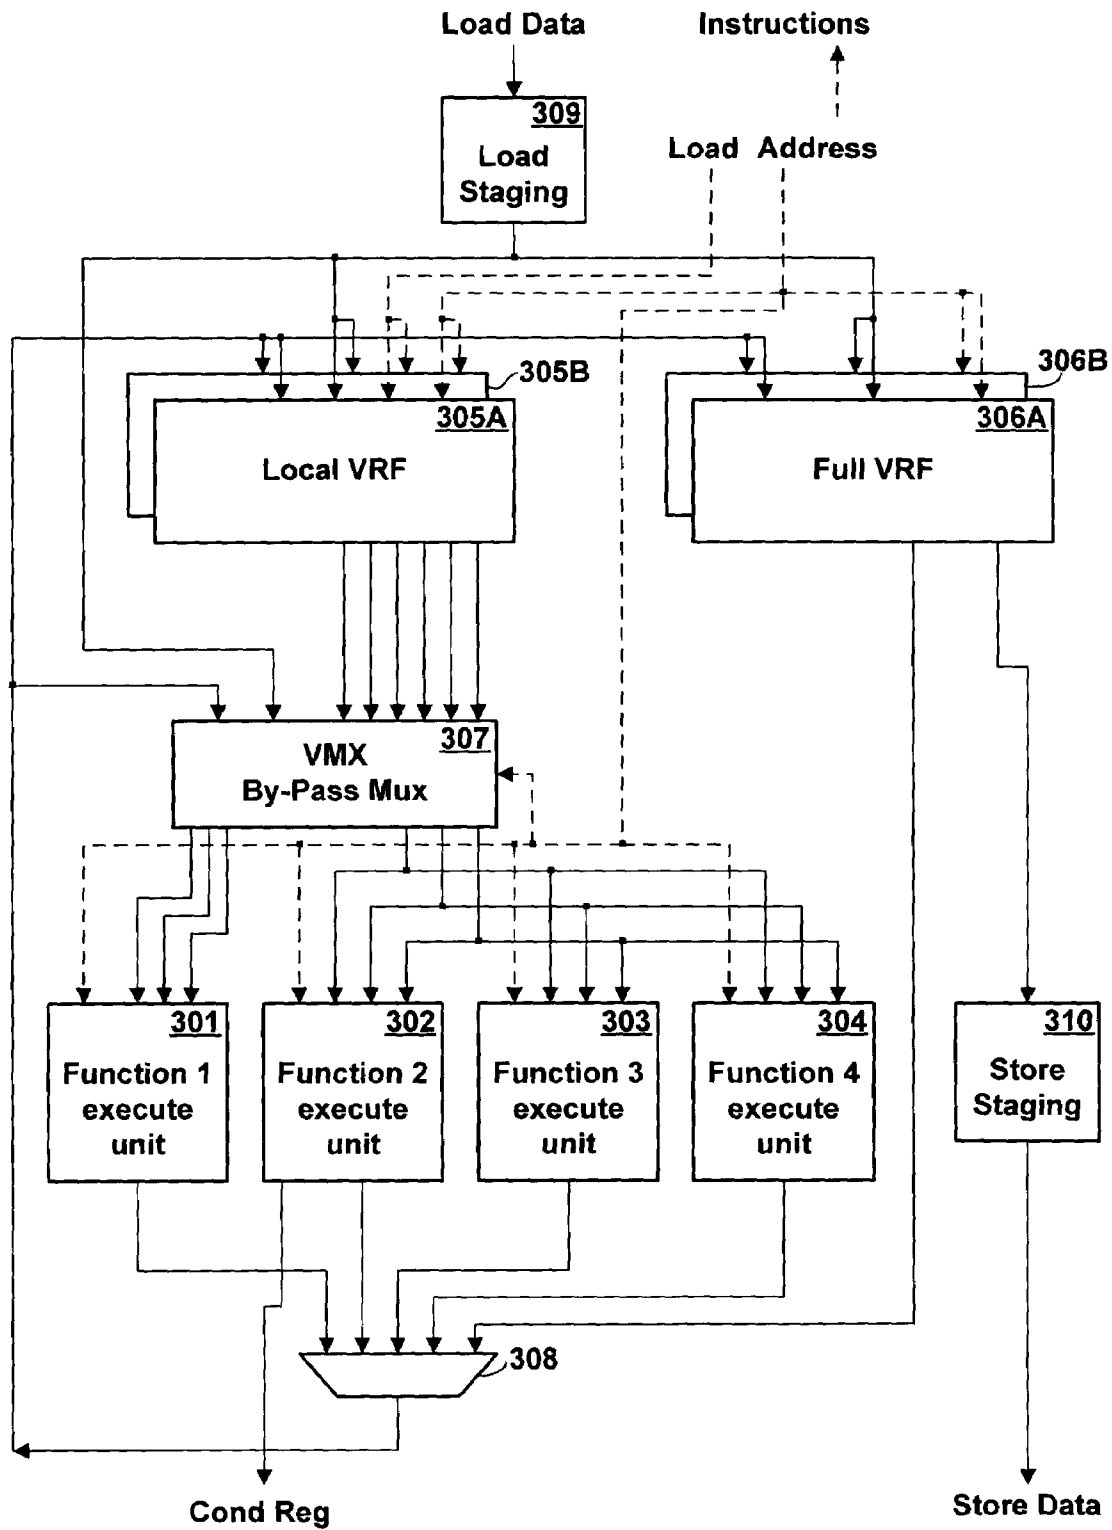 Load Data
Instructions
309
Load
Staging
Load Address
305B
306B
305A
Local VRF
306A
Full VRF
307
VMX
By-Pass Mux
301
Function 1
execute
unit
302
Function 2
execute
unit
303
Function 3
execute
unit
304
Function 4
execute
unit
310
Store
Staging
308
Cond Reg
Store Data